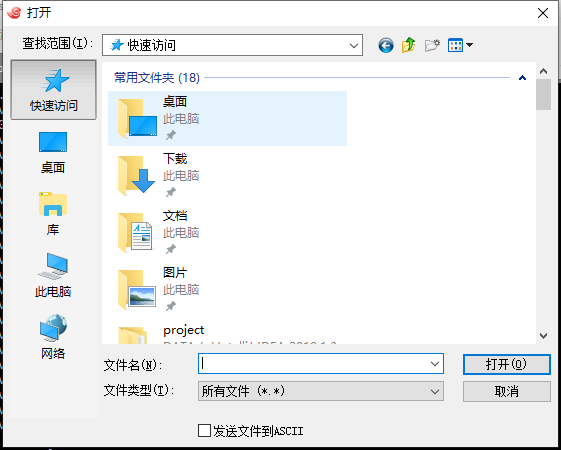 打开
查找范围(I):
快速访问
快速访问
桌面
库
此电脑
网络
常用文件夹 (18)
桌面
此电脑
下载
此电脑
文档
此电脑
图片
此电脑
project
文件名(N):
打开(O)
文件类型(T):
所有文件 (*.*)
取消
发送文件到ASCII